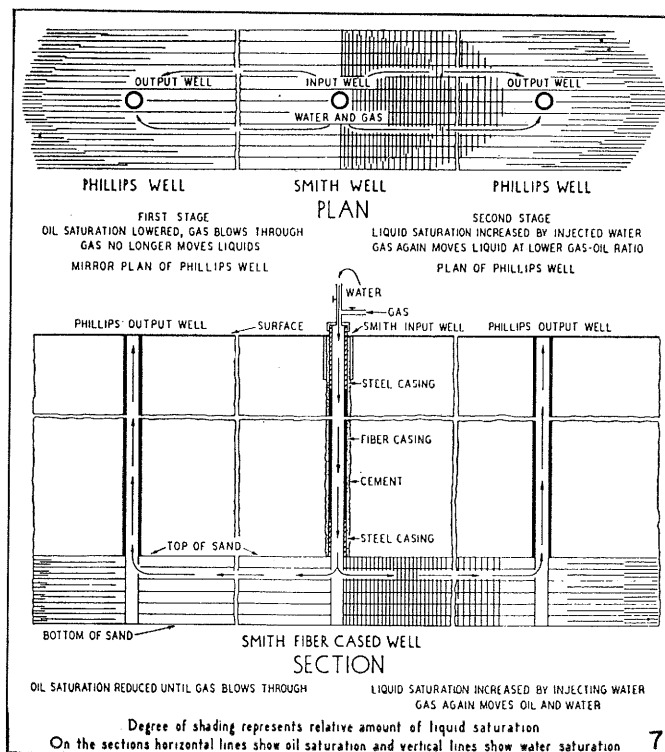 OUTPUT WELL INPUT WELL OUTPUT WELL
WATER AND GAS
PHILLIPS WELL SMITH WELL PHILLIPS WELL
PLAN
FIRST STAGE
OIL SATURATION LOWERED, GAS BLOWS THROUGH
GAS NO LONGER MOVES LIQUIDS
SECOND STAGE
LIQUID SATURATION INCREASED BY INJECTED WATER
GAS AGAIN MOVES LIQUID AT LOWER GAS-OIL RATIO
MIRROR PLAN OF PHILLIPS WELL
PLAN OF PHILLIPS WELL
WATER
GAS
PHILLIPS OUTPUT WELL
SURFACE
SMITH INPUT WELL
PHILLIPS OUTPUT WELL
STEEL CASING
FIBER CASING
CEMENT
STEEL CASING
TOP OF SAND
BOTTOM OF SAND
SMITH FIBER CASED WELL
SECTION
OIL SATURATION REDUCED UNTIL GAS BLOWS THROUGH
LIQUID SATURATION INCREASED BY INJECTING WATER
GAS AGAIN MOVES OIL AND WATER
Degree of shading represents relative amount of liquid saturation
On the sections horizontal lines show oil saturation and vertical lines show water saturation
7